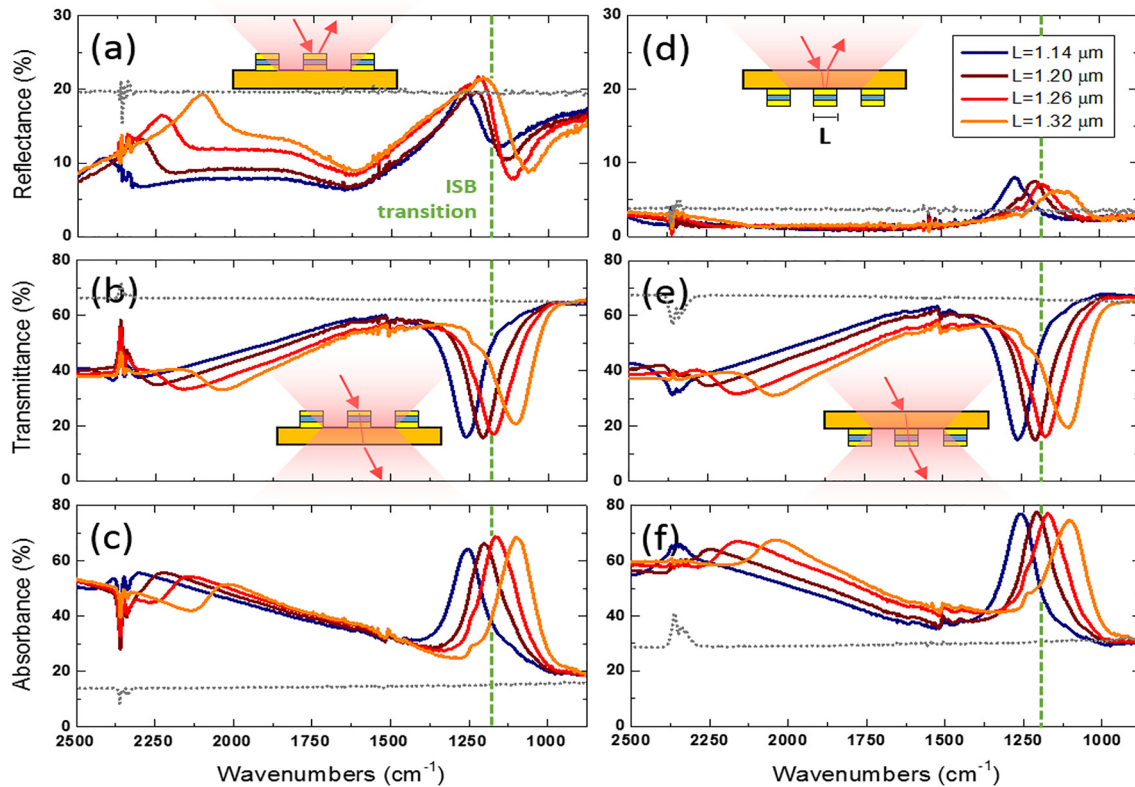 (a)
Reflectance (%)
30
20
10
0
ISB
transition
(d)
30
20
10
0
L
L=1.14 μm
L=1.20 μm
L=1.26 μm
L=1.32 μm
(b)
Transmittance (%)
80
60
40
20
0
(e)
80
60
40
20
0
(c)
Absorbance (%)
80
60
40
20
0
2500 2250 2000 1750 1500 1250 1000
Wavenumbers (cm⁻¹)
(f)
80
60
40
20
0
2500 2250 2000 1750 1500 1250 1000
Wavenumbers (cm⁻¹)